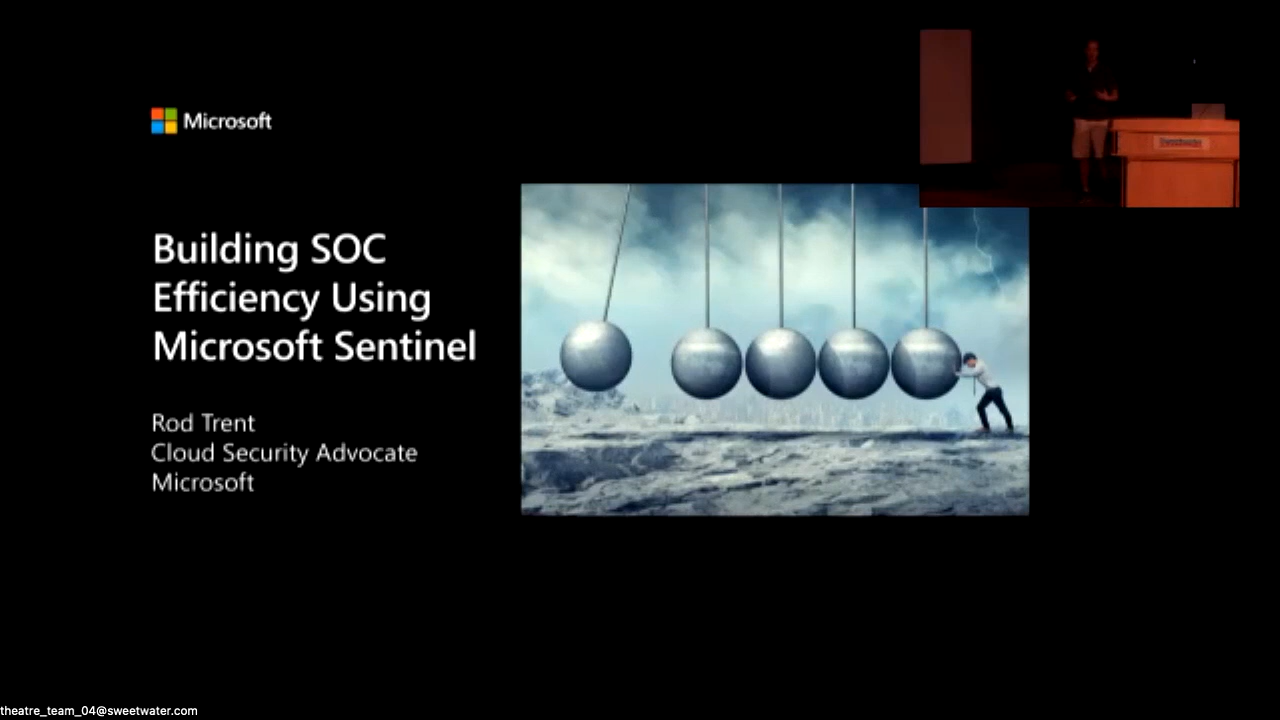 Microsoft
Building SOC
Efficiency Using
Microsoft Sentinel
Rod Trent
Cloud Security Advocate
Microsoft
theatre_team_04@sweetwater.com